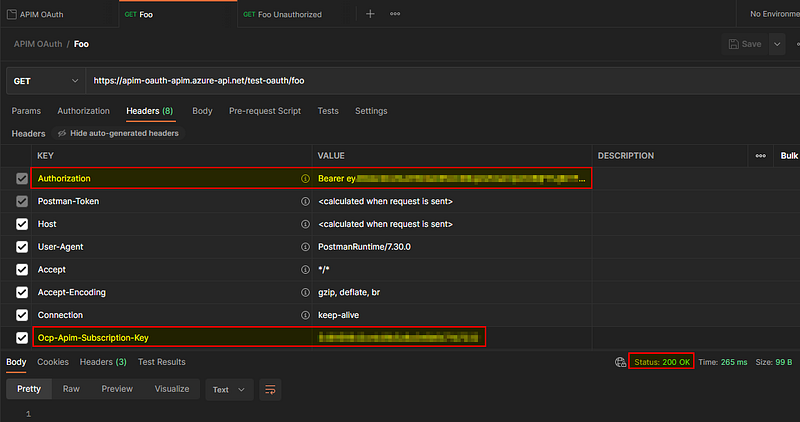 APIM OAuth GET Foo GET Foo Unauthorized No Environme
APIM OAuth / Foo Save
GET https://apim-oauth-apim.azure-api.net/test-oauth/foo
Params Authorization Headers (8) Body Pre-request Script Tests Settings
Headers Hide auto-generated headers
KEY VALUE DESCRIPTION Bulk
Authorization Bearer ey...
Postman-Token <calculated when request is sent>
Host <calculated when request is sent>
User-Agent PostmanRuntime/7.30.0
Accept */*
Accept-Encoding gzip, deflate, br
Connection keep-alive
Ocp-Apim-Subscription-Key
Body Cookies Headers (3) Test Results Status: 200 OK Time: 265 ms Size: 99 B
Pretty Raw Preview Visualize Text
1